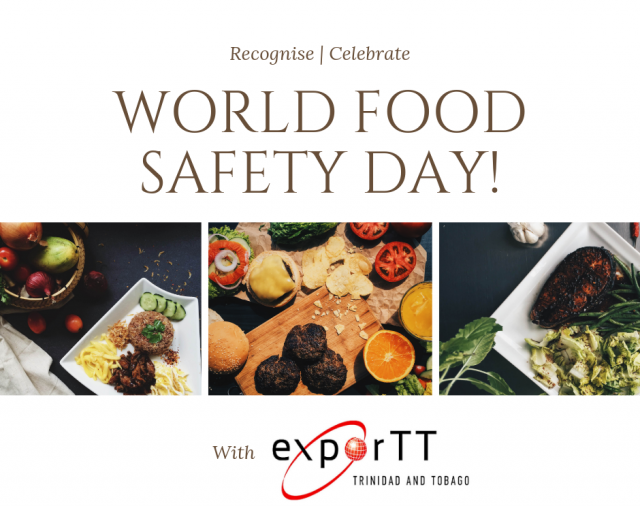 Recognise | Celebrate
WORLD FOOD
SAFETY DAY!
With exporTT
TRINIDAD AND TOBAGO